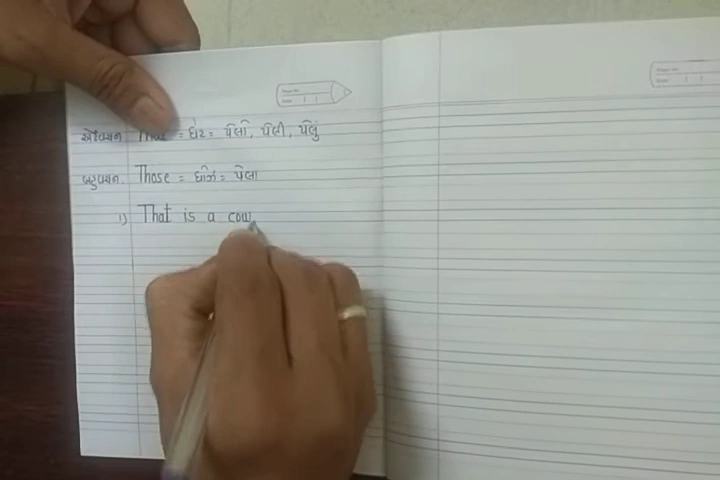 એકવચન That = ધેટ = પેલો, પેલી, પેલું
બહુવચન Those = ધોઝ = પેલા
1) That is a cow